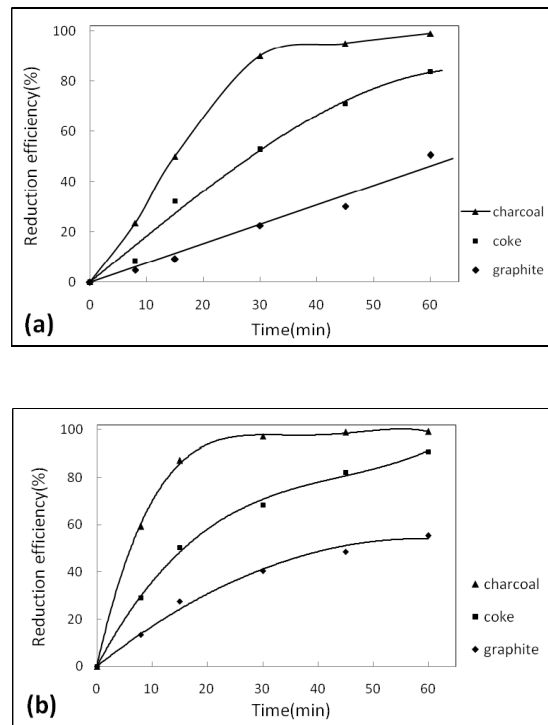 100
80
60
40
20
0
Reduction efficiency(%)
0 10 20 30 40 50 60
Time(min)
charcoal
coke
graphite
(a)
100
80
60
40
20
0
Reduction efficiency(%)
0 10 20 30 40 50 60
Time(min)
charcoal
coke
graphite
(b)